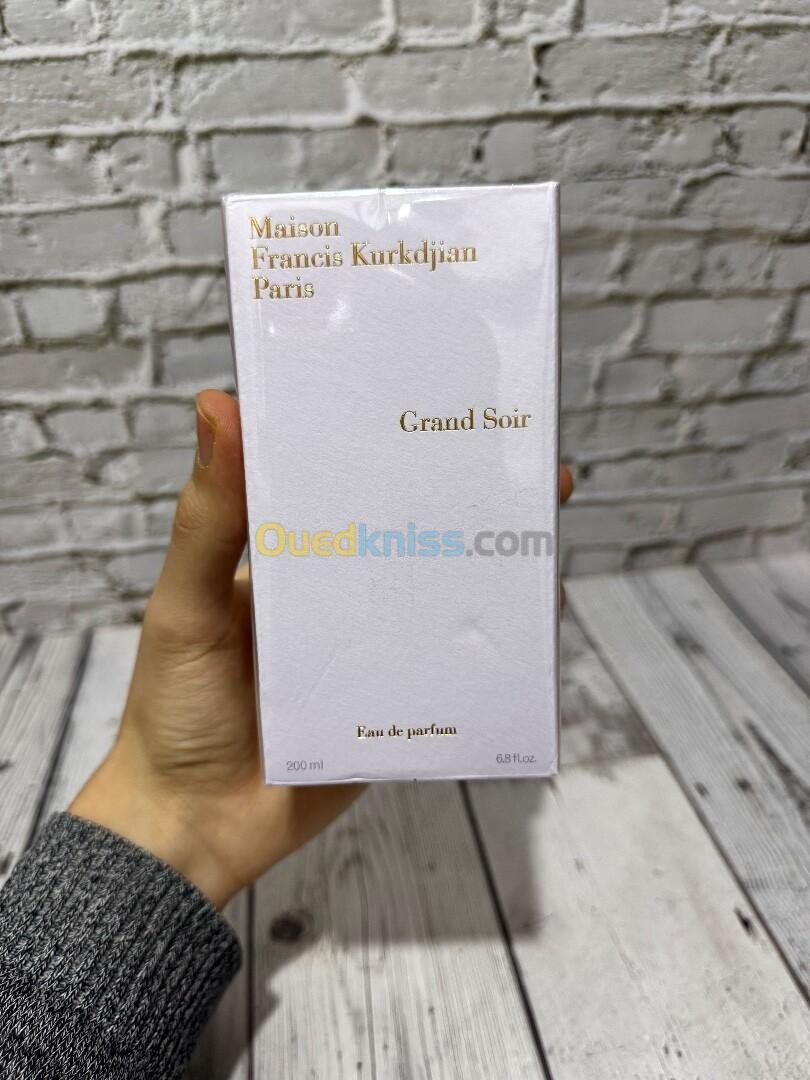 Maison
Francis Kurkdjian
Paris
Grand Soir
Ouedkniss.com
Eau de parfum
200 ml
6.8 fl.oz.